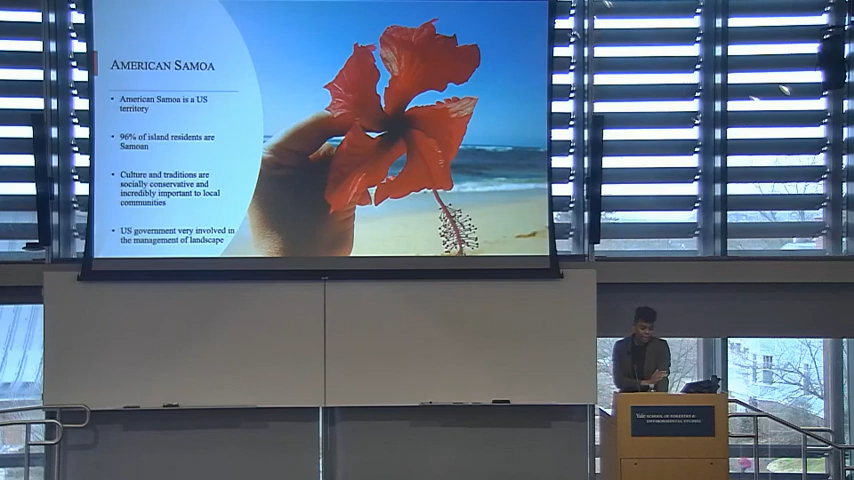 AMERICAN SAMOA
• American Samoa is a US
territory
• 96% of island residents are
Samoan
• Culture and traditions are
socially conservative and
incredibly important to local
communities
• US government very involved in
the management of landscape
Yale SCHOOL OF FORESTRY &
ENVIRONMENTAL STUDIES